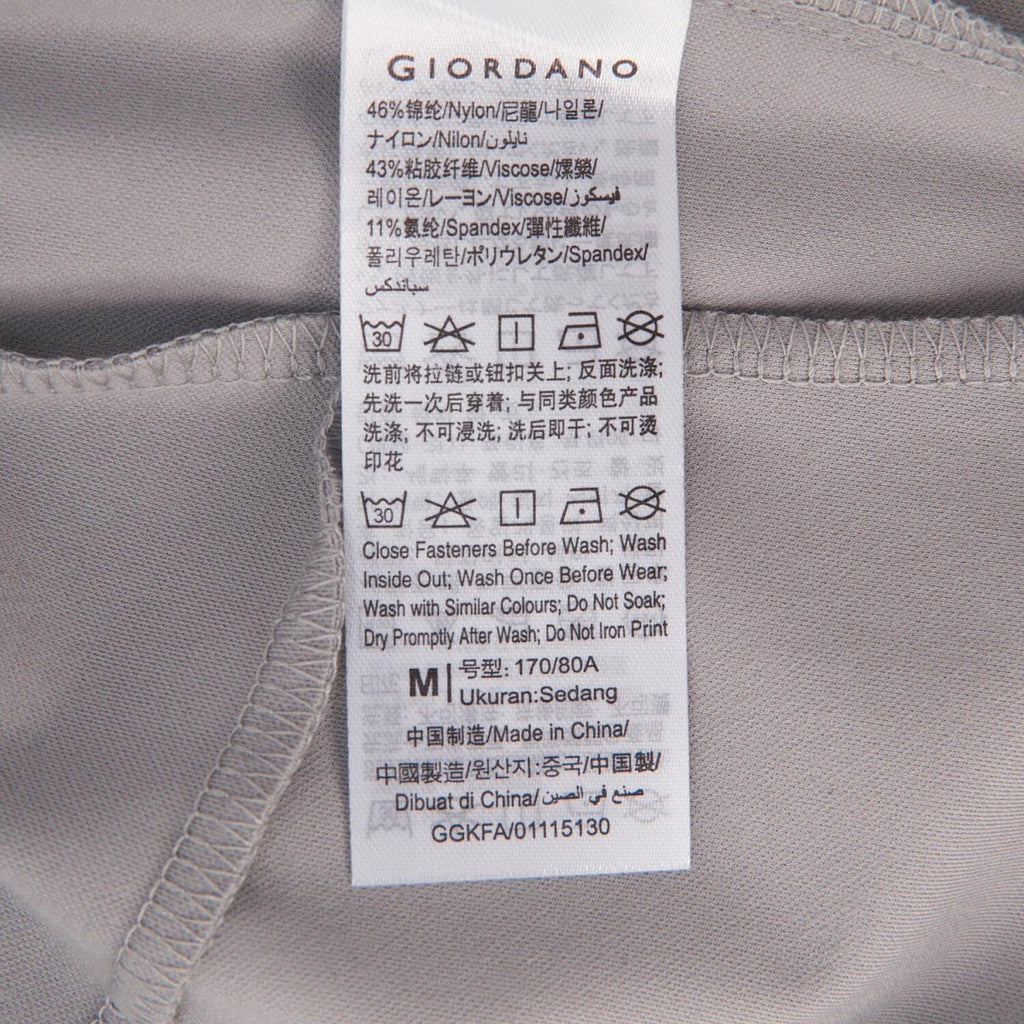 GIORDANO
46%锦纶/Nylon/尼龍/나일론/
ナイロン/Nilon/نايلون
43%粘胶纤维/Viscose/嫘縈/
레이온/レーヨン/Viscose/فيسكوز
11%氨纶/Spandex/彈性纖維/
폴리우레탄/ポリウレタン/Spandex/
سباندكس
30
洗前将拉链或钮扣关上; 反面洗涤;
先洗一次后穿着; 与同类颜色产品
洗涤; 不可浸洗; 洗后即干; 不可烫
印花
30
Close Fasteners Before Wash; Wash
Inside Out; Wash Once Before Wear;
Wash with Similar Colours; Do Not Soak;
Dry Promptly After Wash; Do Not Iron Print
M 号型: 170/80A
Ukuran:Sedang
中国制造/Made in China/
中國製造/원산지:중국/中国製/
Dibuat di China/صنع في الصين
GGKFA/01115130